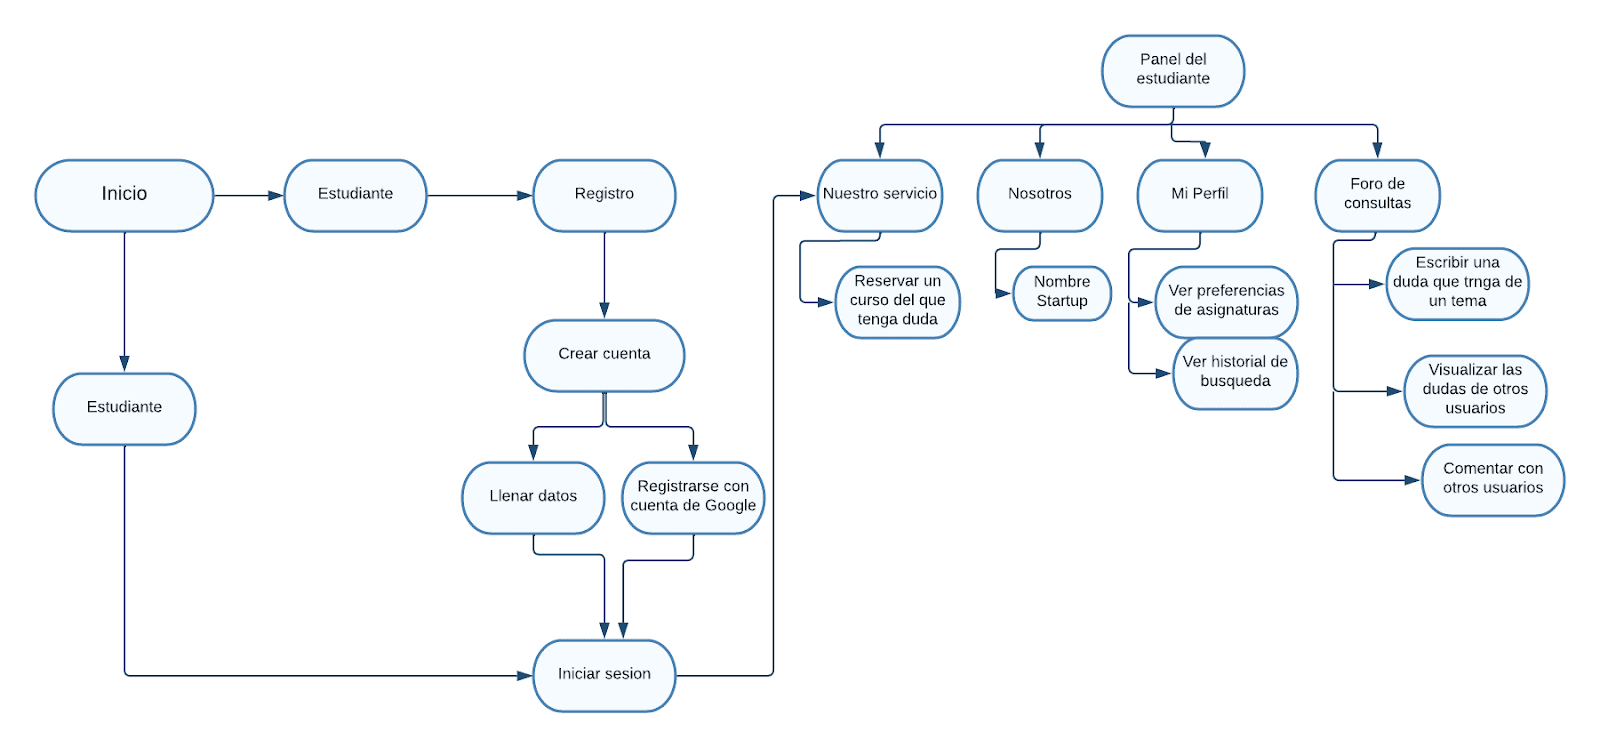 Panel del
estudiante
Inicio
Estudiante
Registro
Nuestro servicio
Nosotros
Mi Perfil
Foro de
consultas
Reservar un
curso del que
tenga duda
Nombre
Startup
Ver preferencias
de asignaturas
Escribir una
duda que trnga de
un tema
Crear cuenta
Ver historial de
busqueda
Visualizar las
dudas de otros
usuarios
Estudiante
Llenar datos
Registrarse con
cuenta de Google
Comentar con
otros usuarios
Iniciar sesion